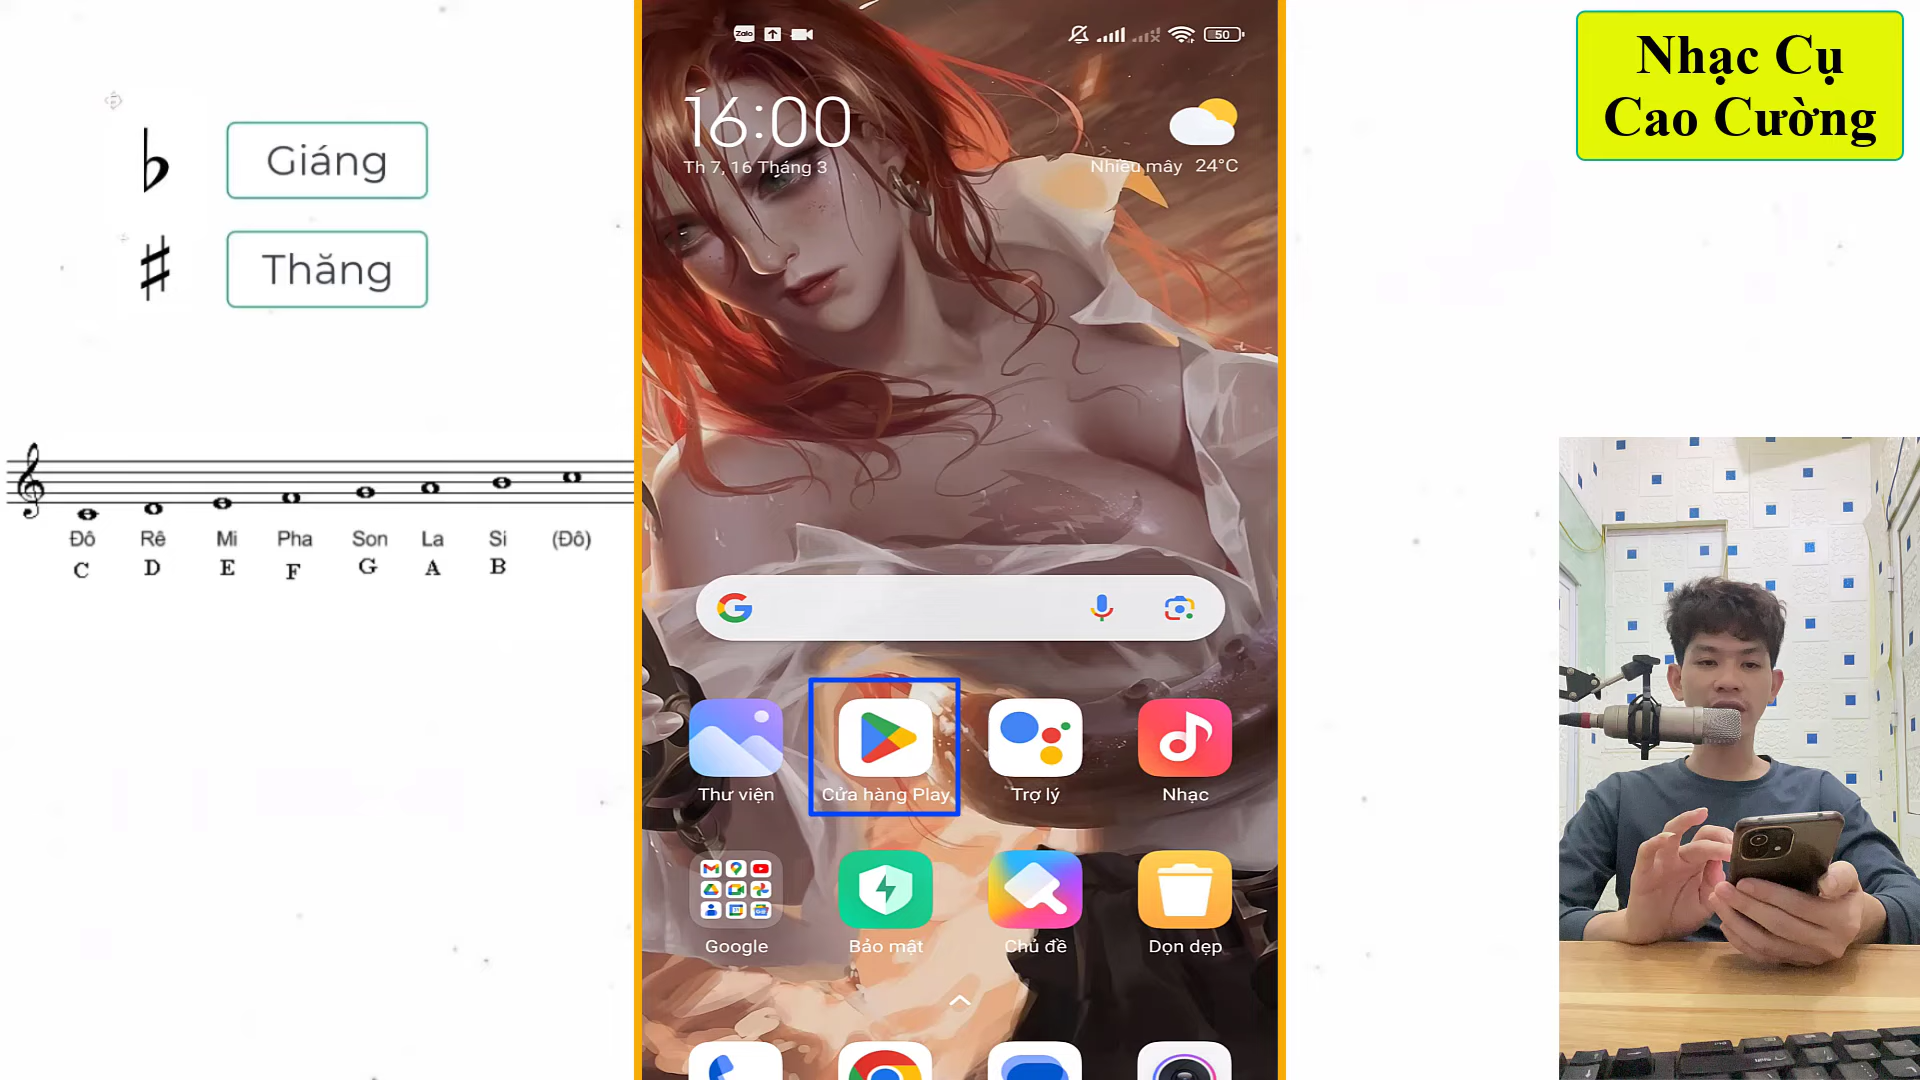 Giáng
Thăng
Đô Rê Mi Pha Son La Si (Đô)
C D E F G A B
Zalo
50
16:00
Th 7, 16 Tháng 3
Nhiều mây 24°C
Thư viện
Cửa hàng Play
Trợ lý
Nhạc
Google
Bảo mật
Chủ đề
Dọn dẹp
Nhạc Cụ
Cao Cường